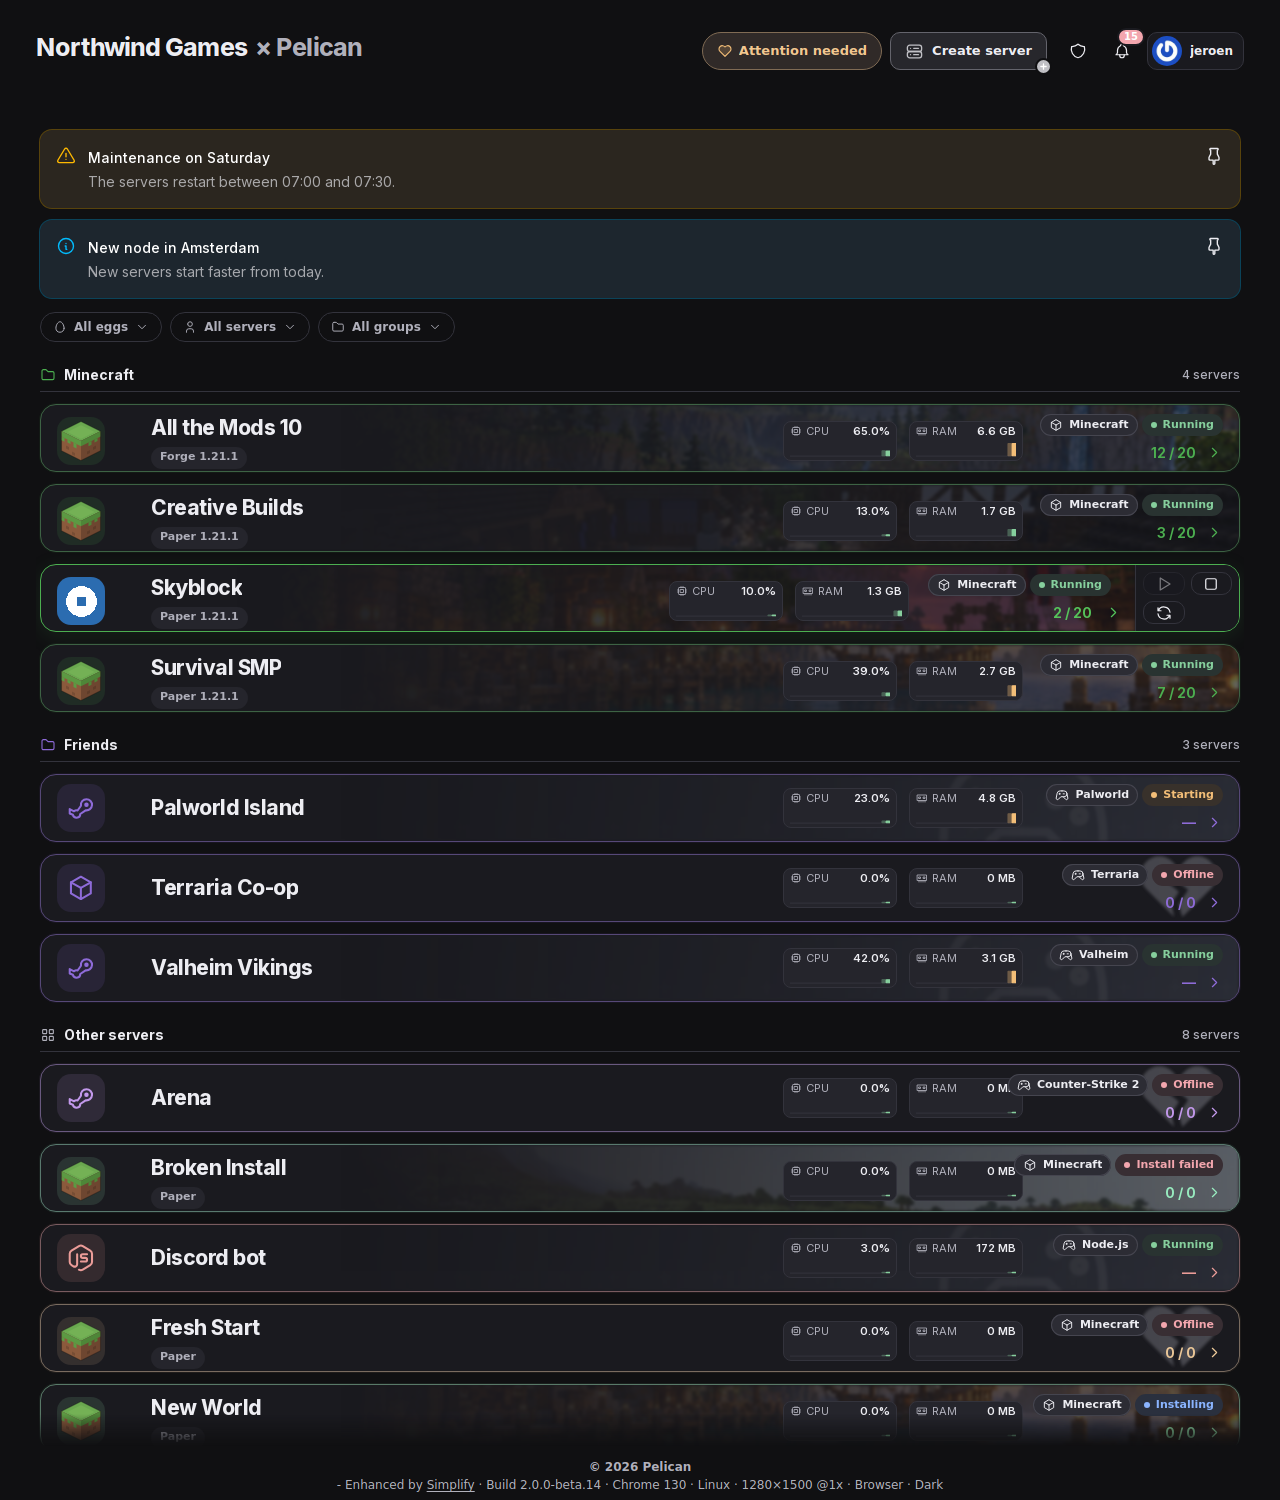 Northwind Games × Pelican
Attention needed
Create server
15
jeroen
Maintenance on Saturday
The servers restart between 07:00 and 07:30.
New node in Amsterdam
New servers start faster from today.
All eggs
All servers
All groups
Minecraft
4 servers
All the Mods 10
Forge 1.21.1
CPU 65.0%
RAM 6.6 GB
Minecraft
Running
12 / 20
Creative Builds
Paper 1.21.1
CPU 13.0%
RAM 1.7 GB
Minecraft
Running
3 / 20
Skyblock
Paper 1.21.1
CPU 10.0%
RAM 1.3 GB
Minecraft
Running
2 / 20
Survival SMP
Paper 1.21.1
CPU 39.0%
RAM 2.7 GB
Minecraft
Running
7 / 20
Friends
3 servers
Palworld Island
CPU 23.0%
RAM 4.8 GB
Palworld
Starting
—
Terraria Co-op
CPU 0.0%
RAM 0 MB
Terraria
Offline
0 / 0
Valheim Vikings
CPU 42.0%
RAM 3.1 GB
Valheim
Running
—
Other servers
8 servers
Arena
CPU 0.0%
RAM 0 M
Counter-Strike 2
Offline
0 / 0
Broken Install
Paper
CPU 0.0%
RAM 0 MB
Minecraft
Install failed
0 / 0
Discord bot
CPU 3.0%
RAM 172 MB
Node.js
Running
—
Fresh Start
Paper
CPU 0.0%
RAM 0 MB
Minecraft
Offline
0 / 0
New World
Paper
CPU 0.0%
RAM 0 MB
Minecraft
Installing
0 / 0
© 2026 Pelican
- Enhanced by Simplify · Build 2.0.0-beta.14 · Chrome 130 · Linux · 1280×1500 @1x · Browser · Dark